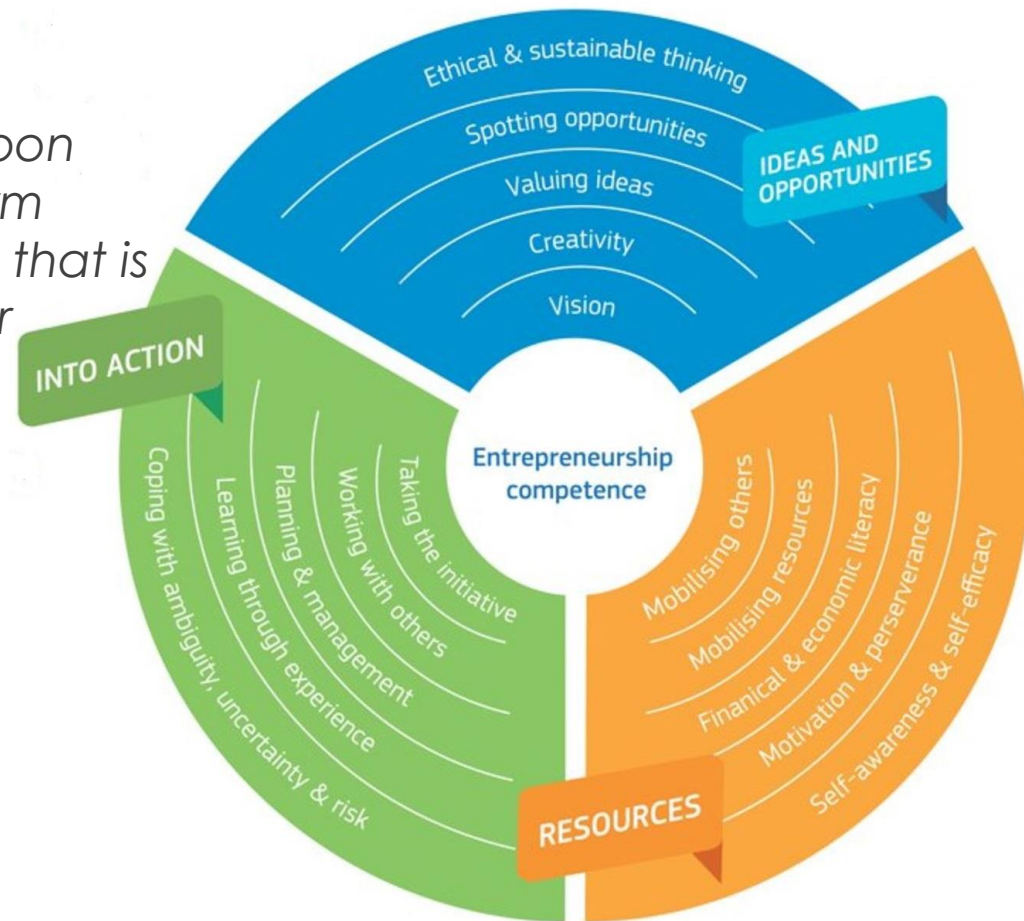 oon
m
that is
r
Ethical & sustainable thinking
Spotting opportunities
Valuing ideas
Creativity
Vision
IDEAS AND
OPPORTUNITIES
INTO ACTION
Entrepreneurship
competence
Taking the initiative
Working with others
Planning & management
Learning through experience
Coping with ambiguity, uncertainty & risk
Mobilising others
Mobilising resources
Finanical & economic literacy
Motivation & perserverance
Self-awareness & self-efficacy
RESOURCES